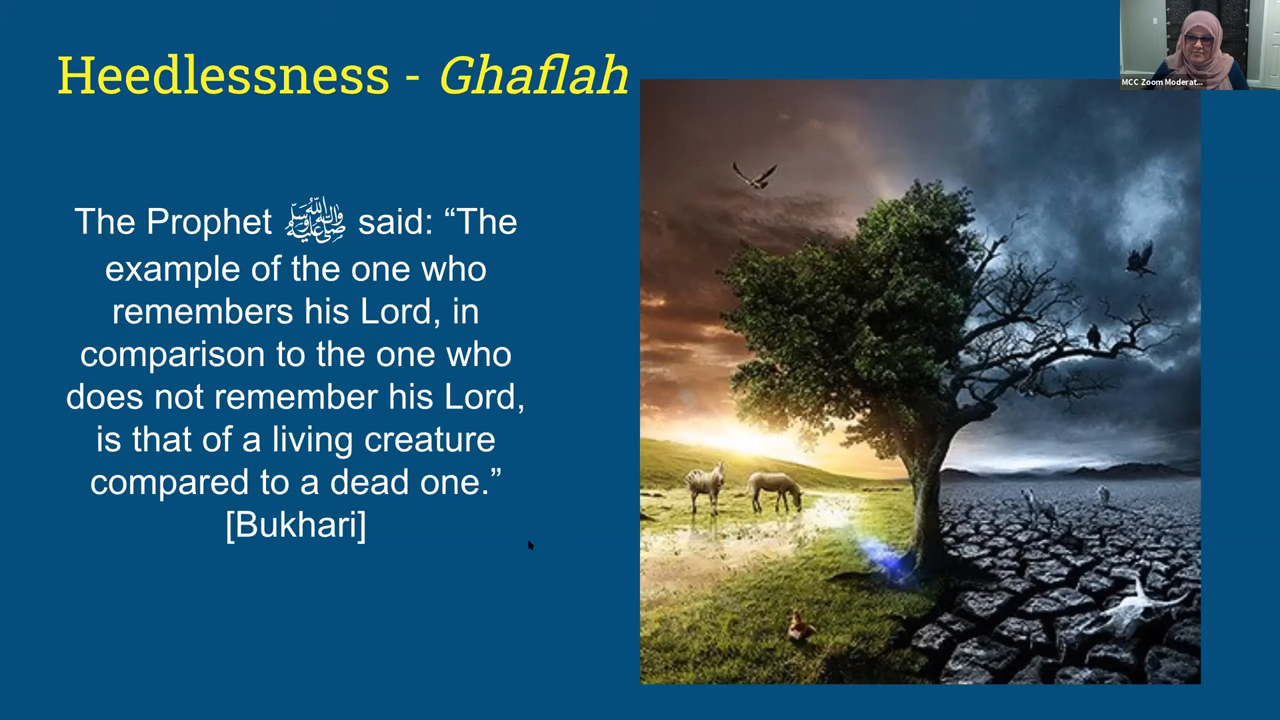 Heedlessness - Ghaflah
The Prophet ﷺ said: “The
example of the one who
remembers his Lord, in
comparison to the one who
does not remember his Lord,
is that of a living creature
compared to a dead one.”
[Bukhari]
MCC Zoom Moderat...